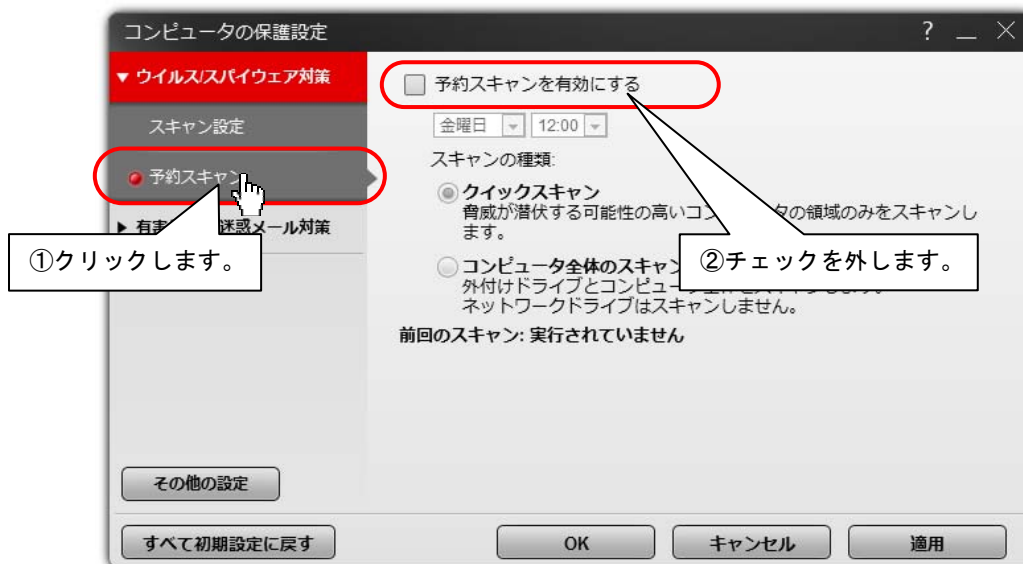 コンピュータの保護設定
? _ ×
▼ ウイルス/スパイウェア対策
スキャン設定
予約スキャン
▶ 有害 迷惑メール対策
①クリックします。
その他の設定
すべて初期設定に戻す
予約スキャンを有効にする
金曜日 12:00
スキャンの種類:
クイックスキャン
脅威が潜伏する可能性の高いコン タの領域のみをスキャンし
ます。
コンピュータ全体のスキャン
外付けドライブとコンピュー
ネットワークドライブはスキャンしません。
②チェックを外します。
前回のスキャン: 実行されていません
OK キャンセル 適用